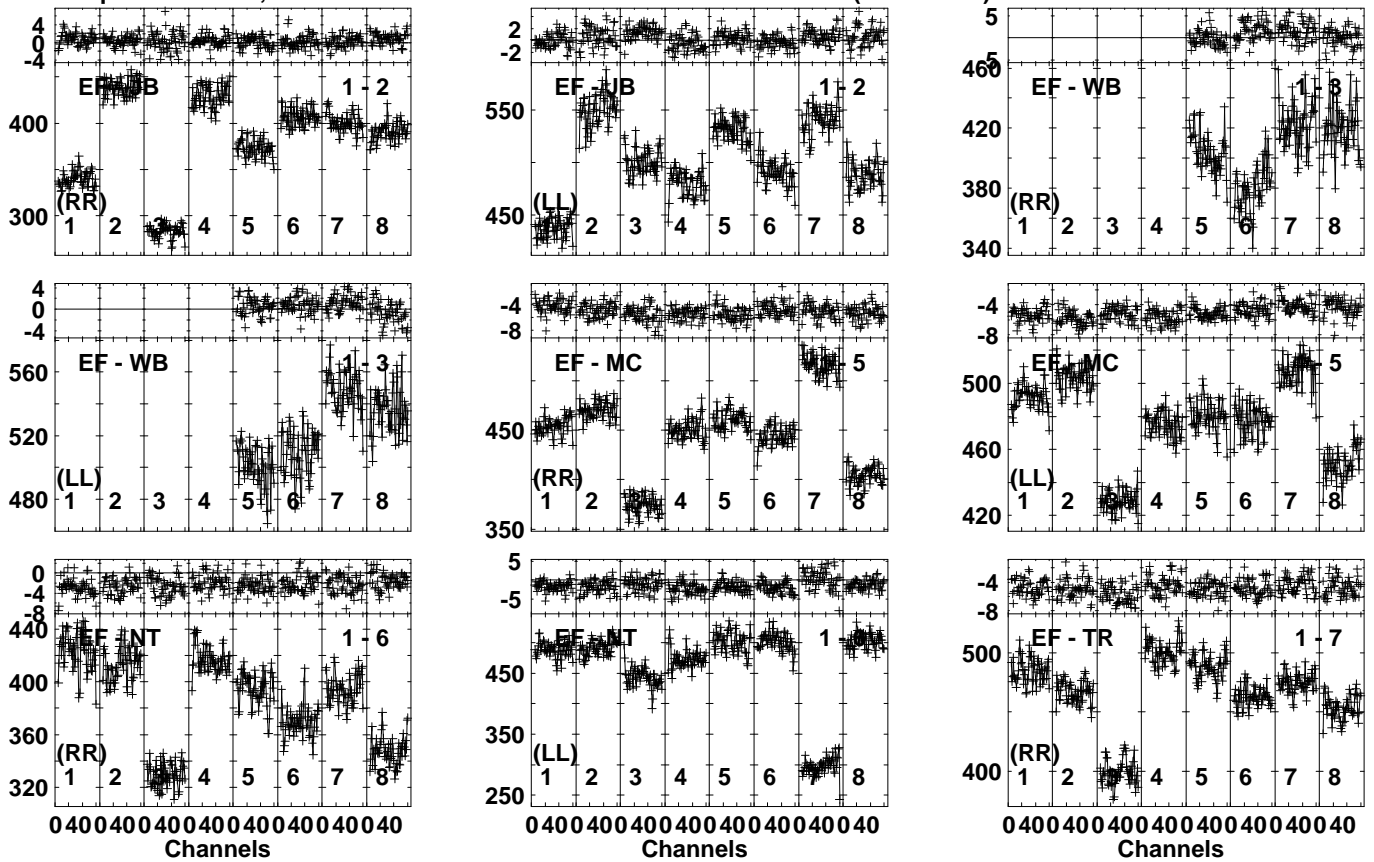 4 0 -4
2 -2
5 5
EF - JB 1 - 2
400 300
(RR)
1 2 3 4 5 6 7 8
EF - JB 1 - 2
550 450
(LL)
1 2 3 4 5 6 7 8
EF - WB 1 - 3
460 420 380 340
(RR)
1 2 3 4 5 6 7 8
4 0 -4
-4 -8
-4 -8
EF - WB 1 - 3
560 520 480
(LL)
1 2 3 4 5 6 7 8
EF - MC 1 - 5
450 350
(RR)
1 2 3 4 5 6 7 8
EF - MC 1 - 5
500 460 420
(LL)
1 2 3 4 5 6 7 8
0 -4 -8
5 -5
-4 -8
EF - NT 1 - 6
440 400 360 320
(RR)
1 2 3 4 5 6 7 8
EF - NT 1 - 6
450 350 250
(LL)
1 2 3 4 5 6 7 8
EF - TR 1 - 7
500 400
(RR)
1 2 3 4 5 6 7 8
0 40 0 40 0 40 0 40 0 40 0 40 0 40 0 40
0 40 0 40 0 40 0 40 0 40 0 40 0 40 0 40
0 40 0 40 0 40 0 40 0 40 0 40 0 40 0 40
Channels Channels Channels